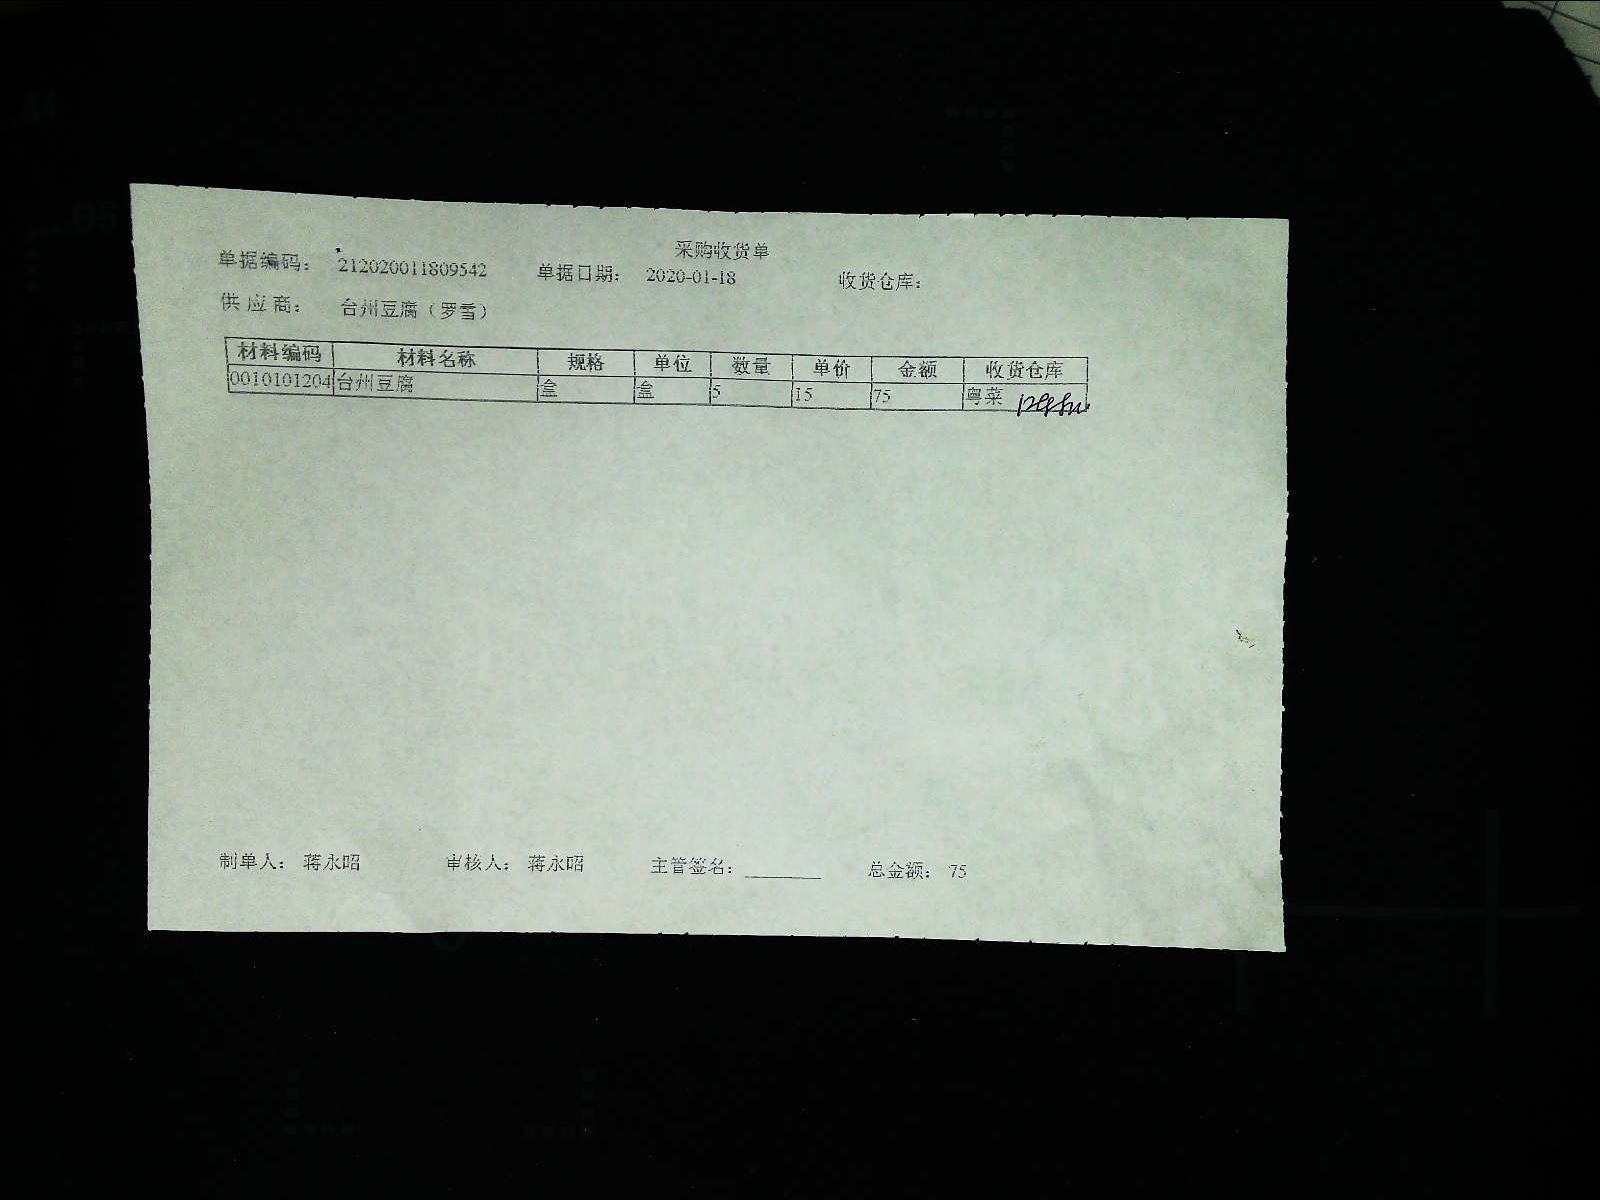 采购收货单
单据编码： 212020011809542 单据日期： 2020-01-18 收货仓库：
供应商： 台州豆腐（罗雪）
材料编码 材料名称 规格 单位 数量 单价 金额 收货仓库
0010101204 台州豆腐 盒 盒 5 15 75 粤菜
制单人： 蒋永昭 审核人： 蒋永昭 主管签名： 总金额： 75